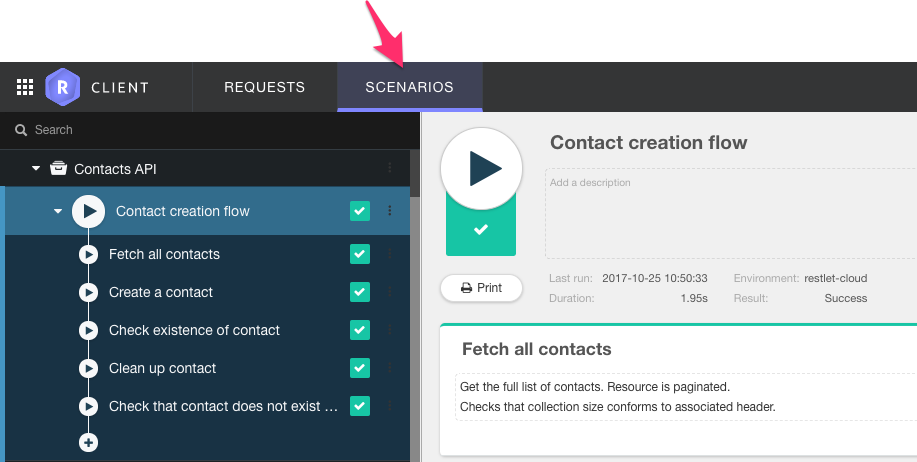 R CLIENT REQUESTS SCENARIOS
Search
Contacts API
Contact creation flow
Fetch all contacts
Create a contact
Check existence of contact
Clean up contact
Check that contact does not exist …
Contact creation flow
Add a description
Last run: 2017-10-25 10:50:33 Environment: restlet-cloud
Print
Duration: 1.95s Result: Success
Fetch all contacts
Get the full list of contacts. Resource is paginated.
Checks that collection size conforms to associated header.